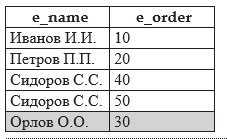 e_name e_order
Иванов И.И. 10
Петров П.П. 20
Сидоров С.С. 40
Сидоров С.С. 50
Орлов О.О. 30